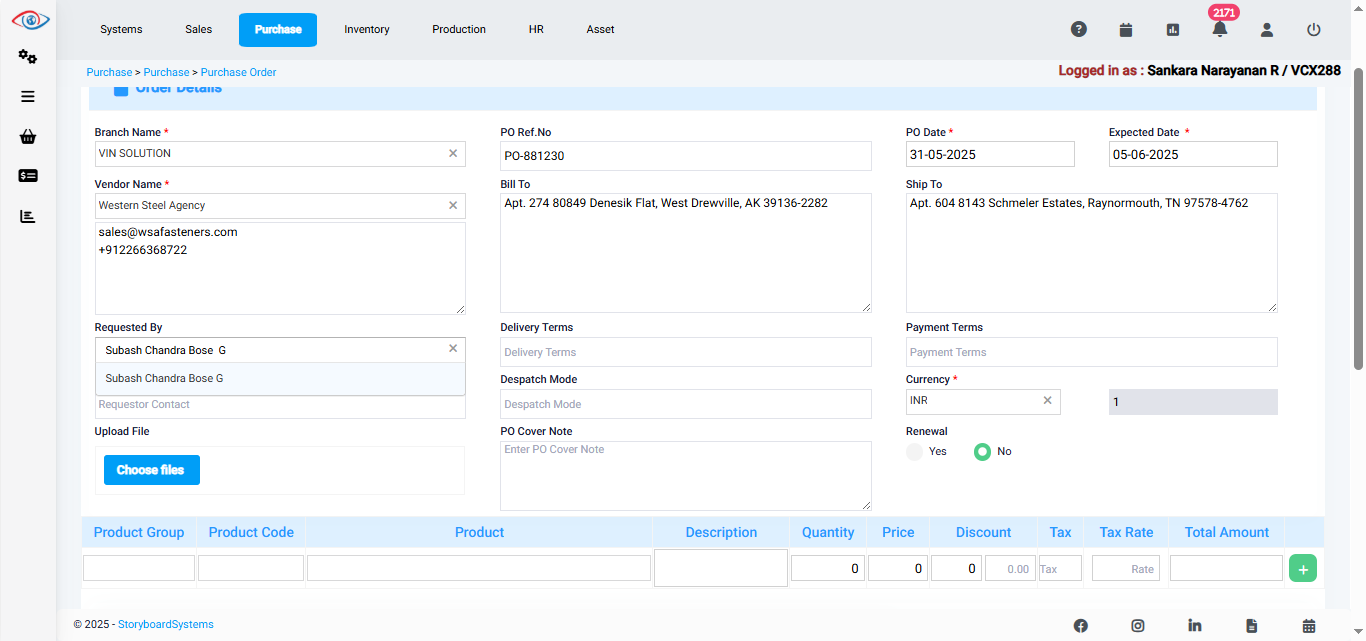 2171
Systems Sales Purchase Inventory Production HR Asset
Purchase > Purchase > Purchase Order
Logged in as : Sankara Narayanan R / VCX288
Order Details
Branch Name * PO Ref.No PO Date * Expected Date *
VIN SOLUTION PO-881230 31-05-2025 05-06-2025
Vendor Name * Bill To Ship To
Western Steel Agency
Apt. 274 80849 Denesik Flat, West Drewville, AK 39136-2282
Apt. 604 8143 Schmeler Estates, Raynormouth, TN 97578-4762
sales@wsafasteners.com
+912266368722
Requested By Delivery Terms Payment Terms
Subash Chandra Bose  G Delivery Terms Payment Terms
Subash Chandra Bose G
Despatch Mode Currency *
Requestor Contact Despatch Mode INR 1
Upload File PO Cover Note Renewal
Enter PO Cover Note Yes No
Choose files
Product Group Product Code Product Description Quantity Price Discount Tax Tax Rate Total Amount
0 0 0 0.00 Tax Rate +
© 2025 - StoryboardSystems